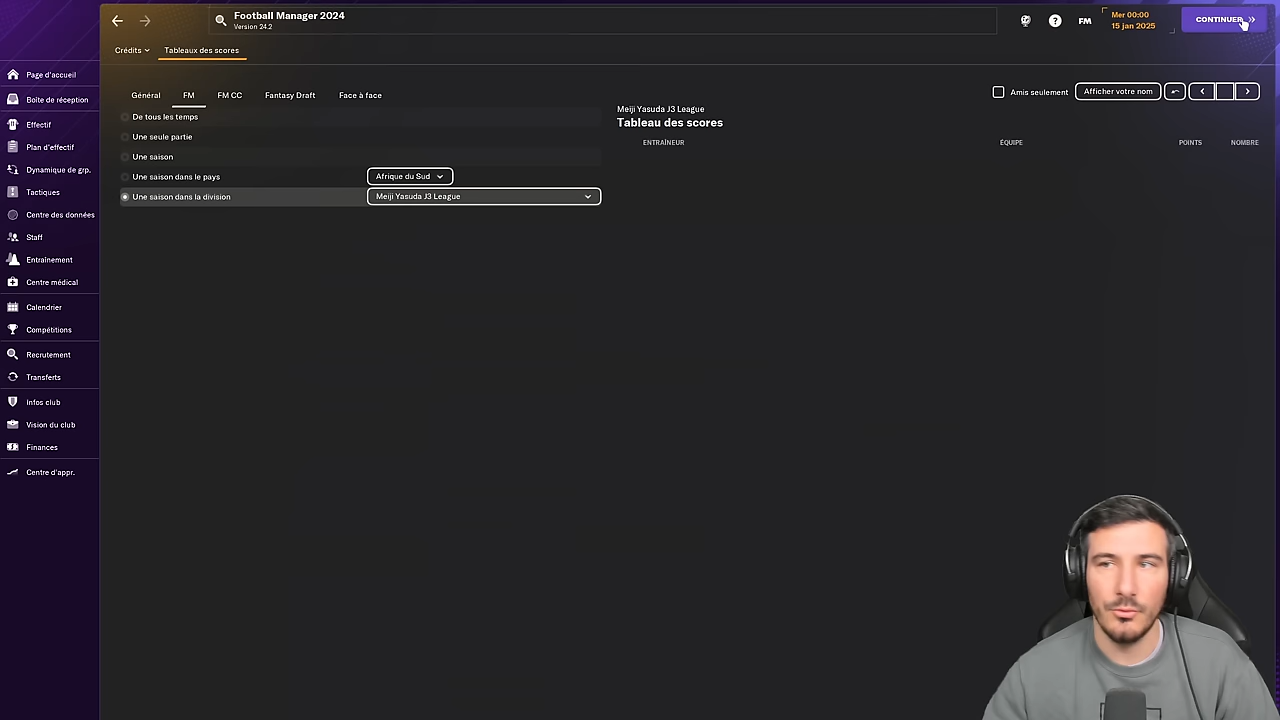 Football Manager 2024
Version 24.2
FM
Mer 00:00
15 jan 2025
CONTINUER
Crédits
Tableaux des scores
Page d'accueil
Boîte de réception
Effectif
Plan d'effectif
Dynamique de grp.
Tactiques
Centre des données
Staff
Entraînement
Centre médical
Calendrier
Compétitions
Recrutement
Transferts
Infos club
Vision du club
Finances
Centre d'appr.
Général
FM
FM CC
Fantasy Draft
Face à face
De tous les temps
Une seule partie
Une saison
Une saison dans le pays
Afrique du Sud
Une saison dans la division
Meiji Yasuda J3 League
Amis seulement
Afficher votre nom
Meiji Yasuda J3 League
Tableau des scores
ENTRAÎNEUR
ÉQUIPE
POINTS
NOMBRE